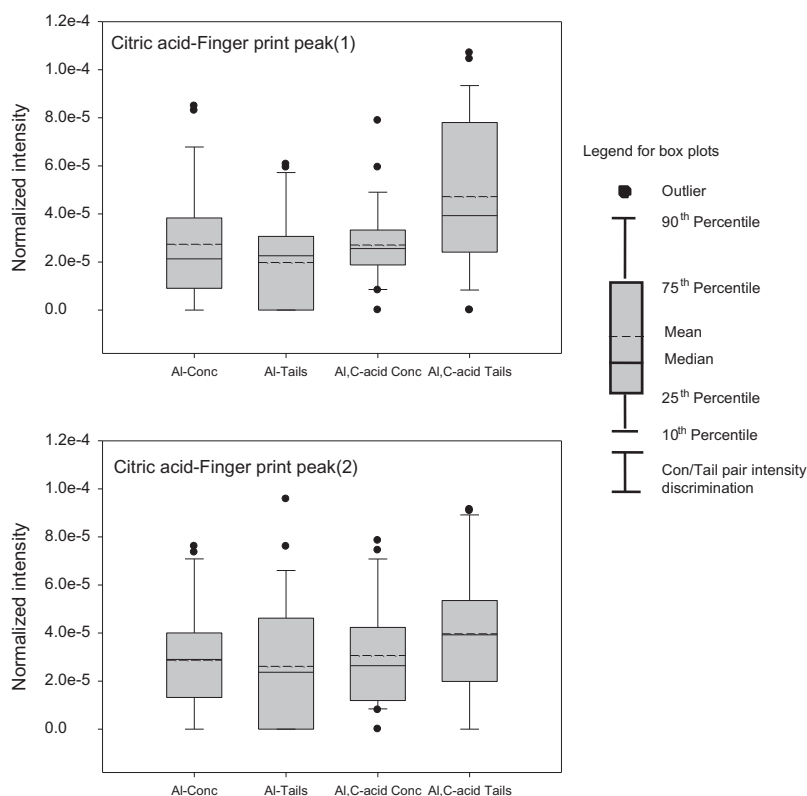 Citric acid-Finger print peak(1)
Normalized intensity
1.2e-4
1.0e-4
8.0e-5
6.0e-5
4.0e-5
2.0e-5
0.0
Al-Conc
Al-Tails
Al,C-acid Conc
Al,C-acid Tails
Legend for box plots
Outlier
90th Percentile
75th Percentile
Mean
Median
25th Percentile
10th Percentile
Con/Tail pair intensity
discrimination
Citric acid-Finger print peak(2)
Normalized intensity
1.2e-4
1.0e-4
8.0e-5
6.0e-5
4.0e-5
2.0e-5
0.0
Al-Conc
Al-Tails
Al,C-acid Conc
Al,C-acid Tails